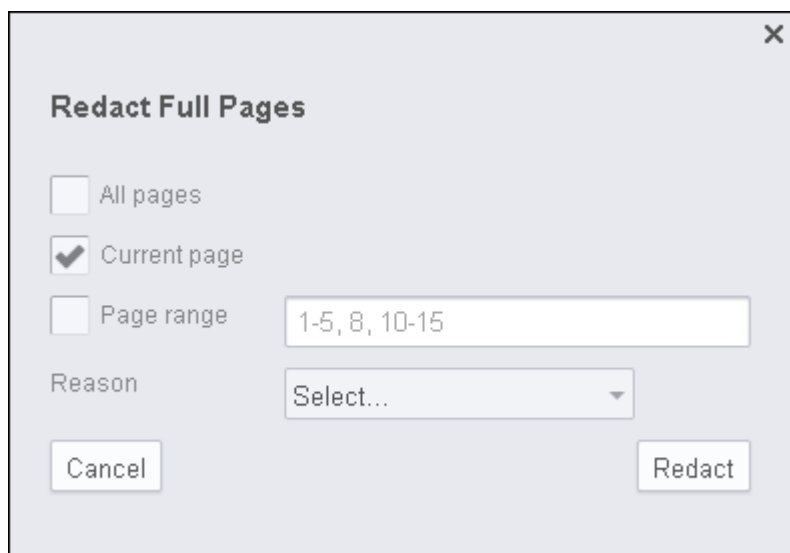 Redact Full Pages
All pages
Current page
Page range
1-5, 8, 10-15
Reason
Select...
Cancel
Redact